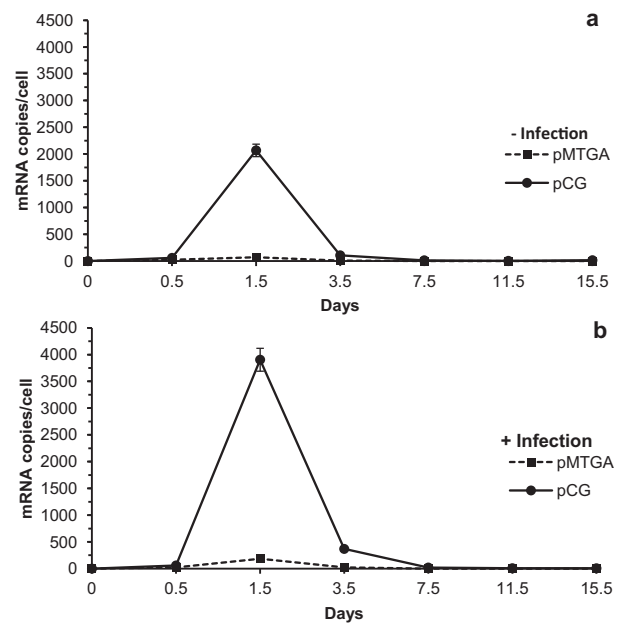 a
4500
4000
3500
3000
2500
2000
1500
1000
500
0
mRNA copies/cell
- Infection
pMTGA
pCG
0 0.5 1.5 3.5 7.5 11.5 15.5
Days
b
4500
4000
3500
3000
2500
2000
1500
1000
500
0
mRNA copies/cell
+ Infection
pMTGA
pCG
0 0.5 1.5 3.5 7.5 11.5 15.5
Days